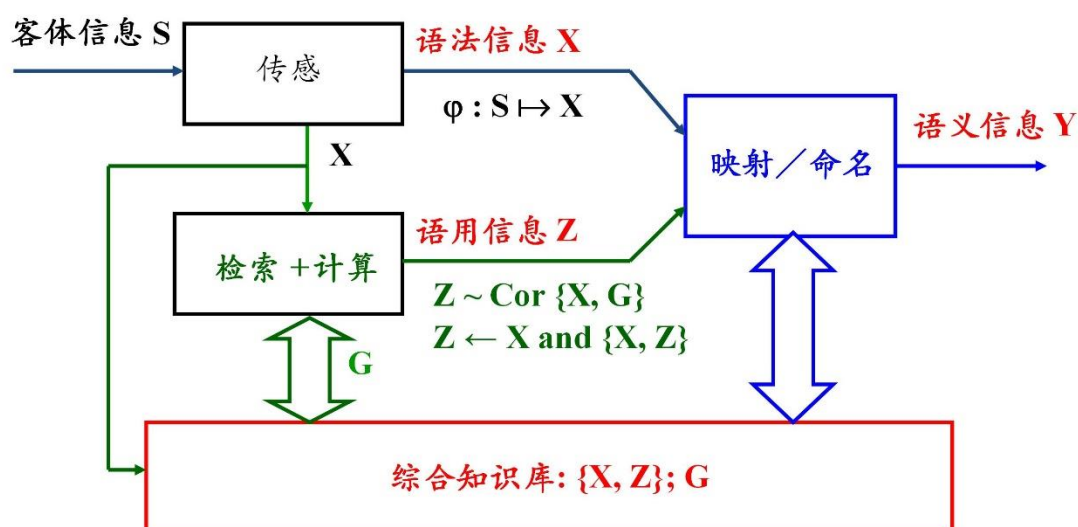 客体信息 S
传感
语法信息 X
φ : S ↦ X
语义信息 Y
映射／命名
X
检索 +计算
语用信息 Z
Z ~ Cor {X, G}
Z ← X and {X, Z}
G
综合知识库: {X, Z}; G